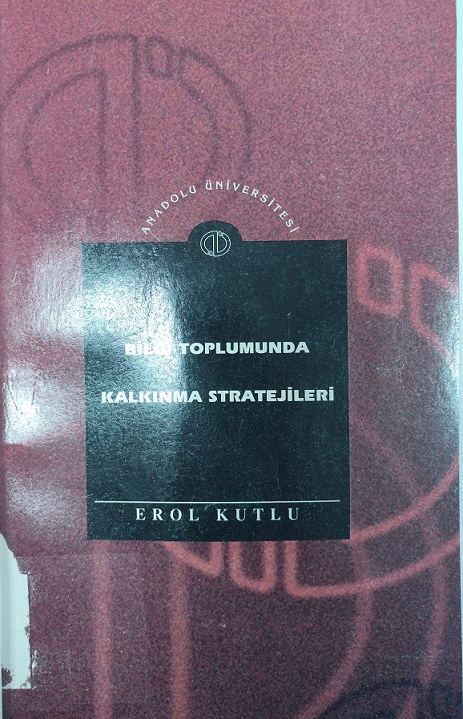 ANADOLU ÜNİVERSİTESİ
BİLGİ TOPLUMUNDA
KALKINMA STRATEJİLERİ
EROL KUTLU